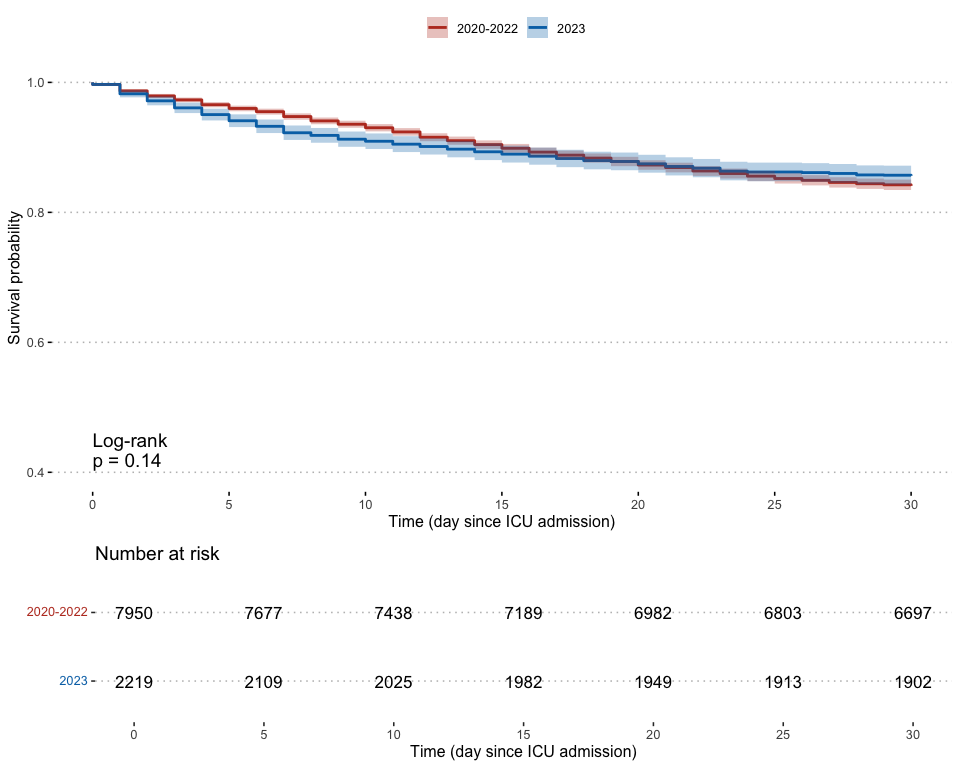 2020-2022 2023
1.0
0.8
0.6
0.4
Survival probability
Log-rank
p = 0.14
0 5 10 15 20 25 30
Time (day since ICU admission)
Number at risk
2020-2022 7950 7677 7438 7189 6982 6803 6697
2023 2219 2109 2025 1982 1949 1913 1902
0 5 10 15 20 25 30
Time (day since ICU admission)